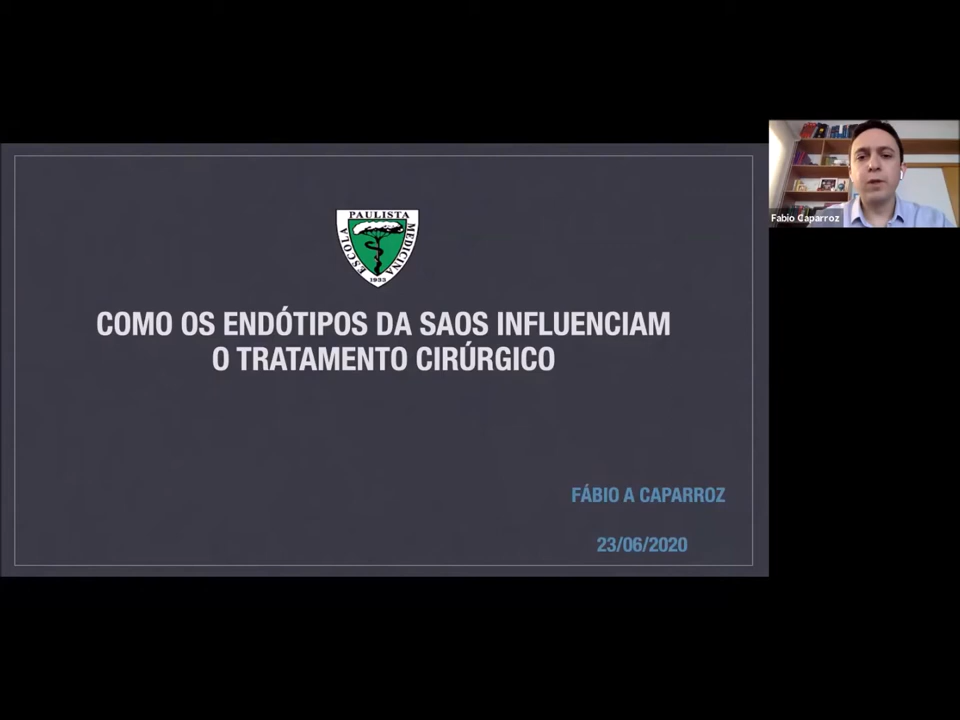 PAULISTA
ESCOLA
MEDICINA
1933
COMO OS ENDÓTIPOS DA SAOS INFLUENCIAM
O TRATAMENTO CIRÚRGICO
FÁBIO A CAPARROZ
23/06/2020
Fabio Caparroz